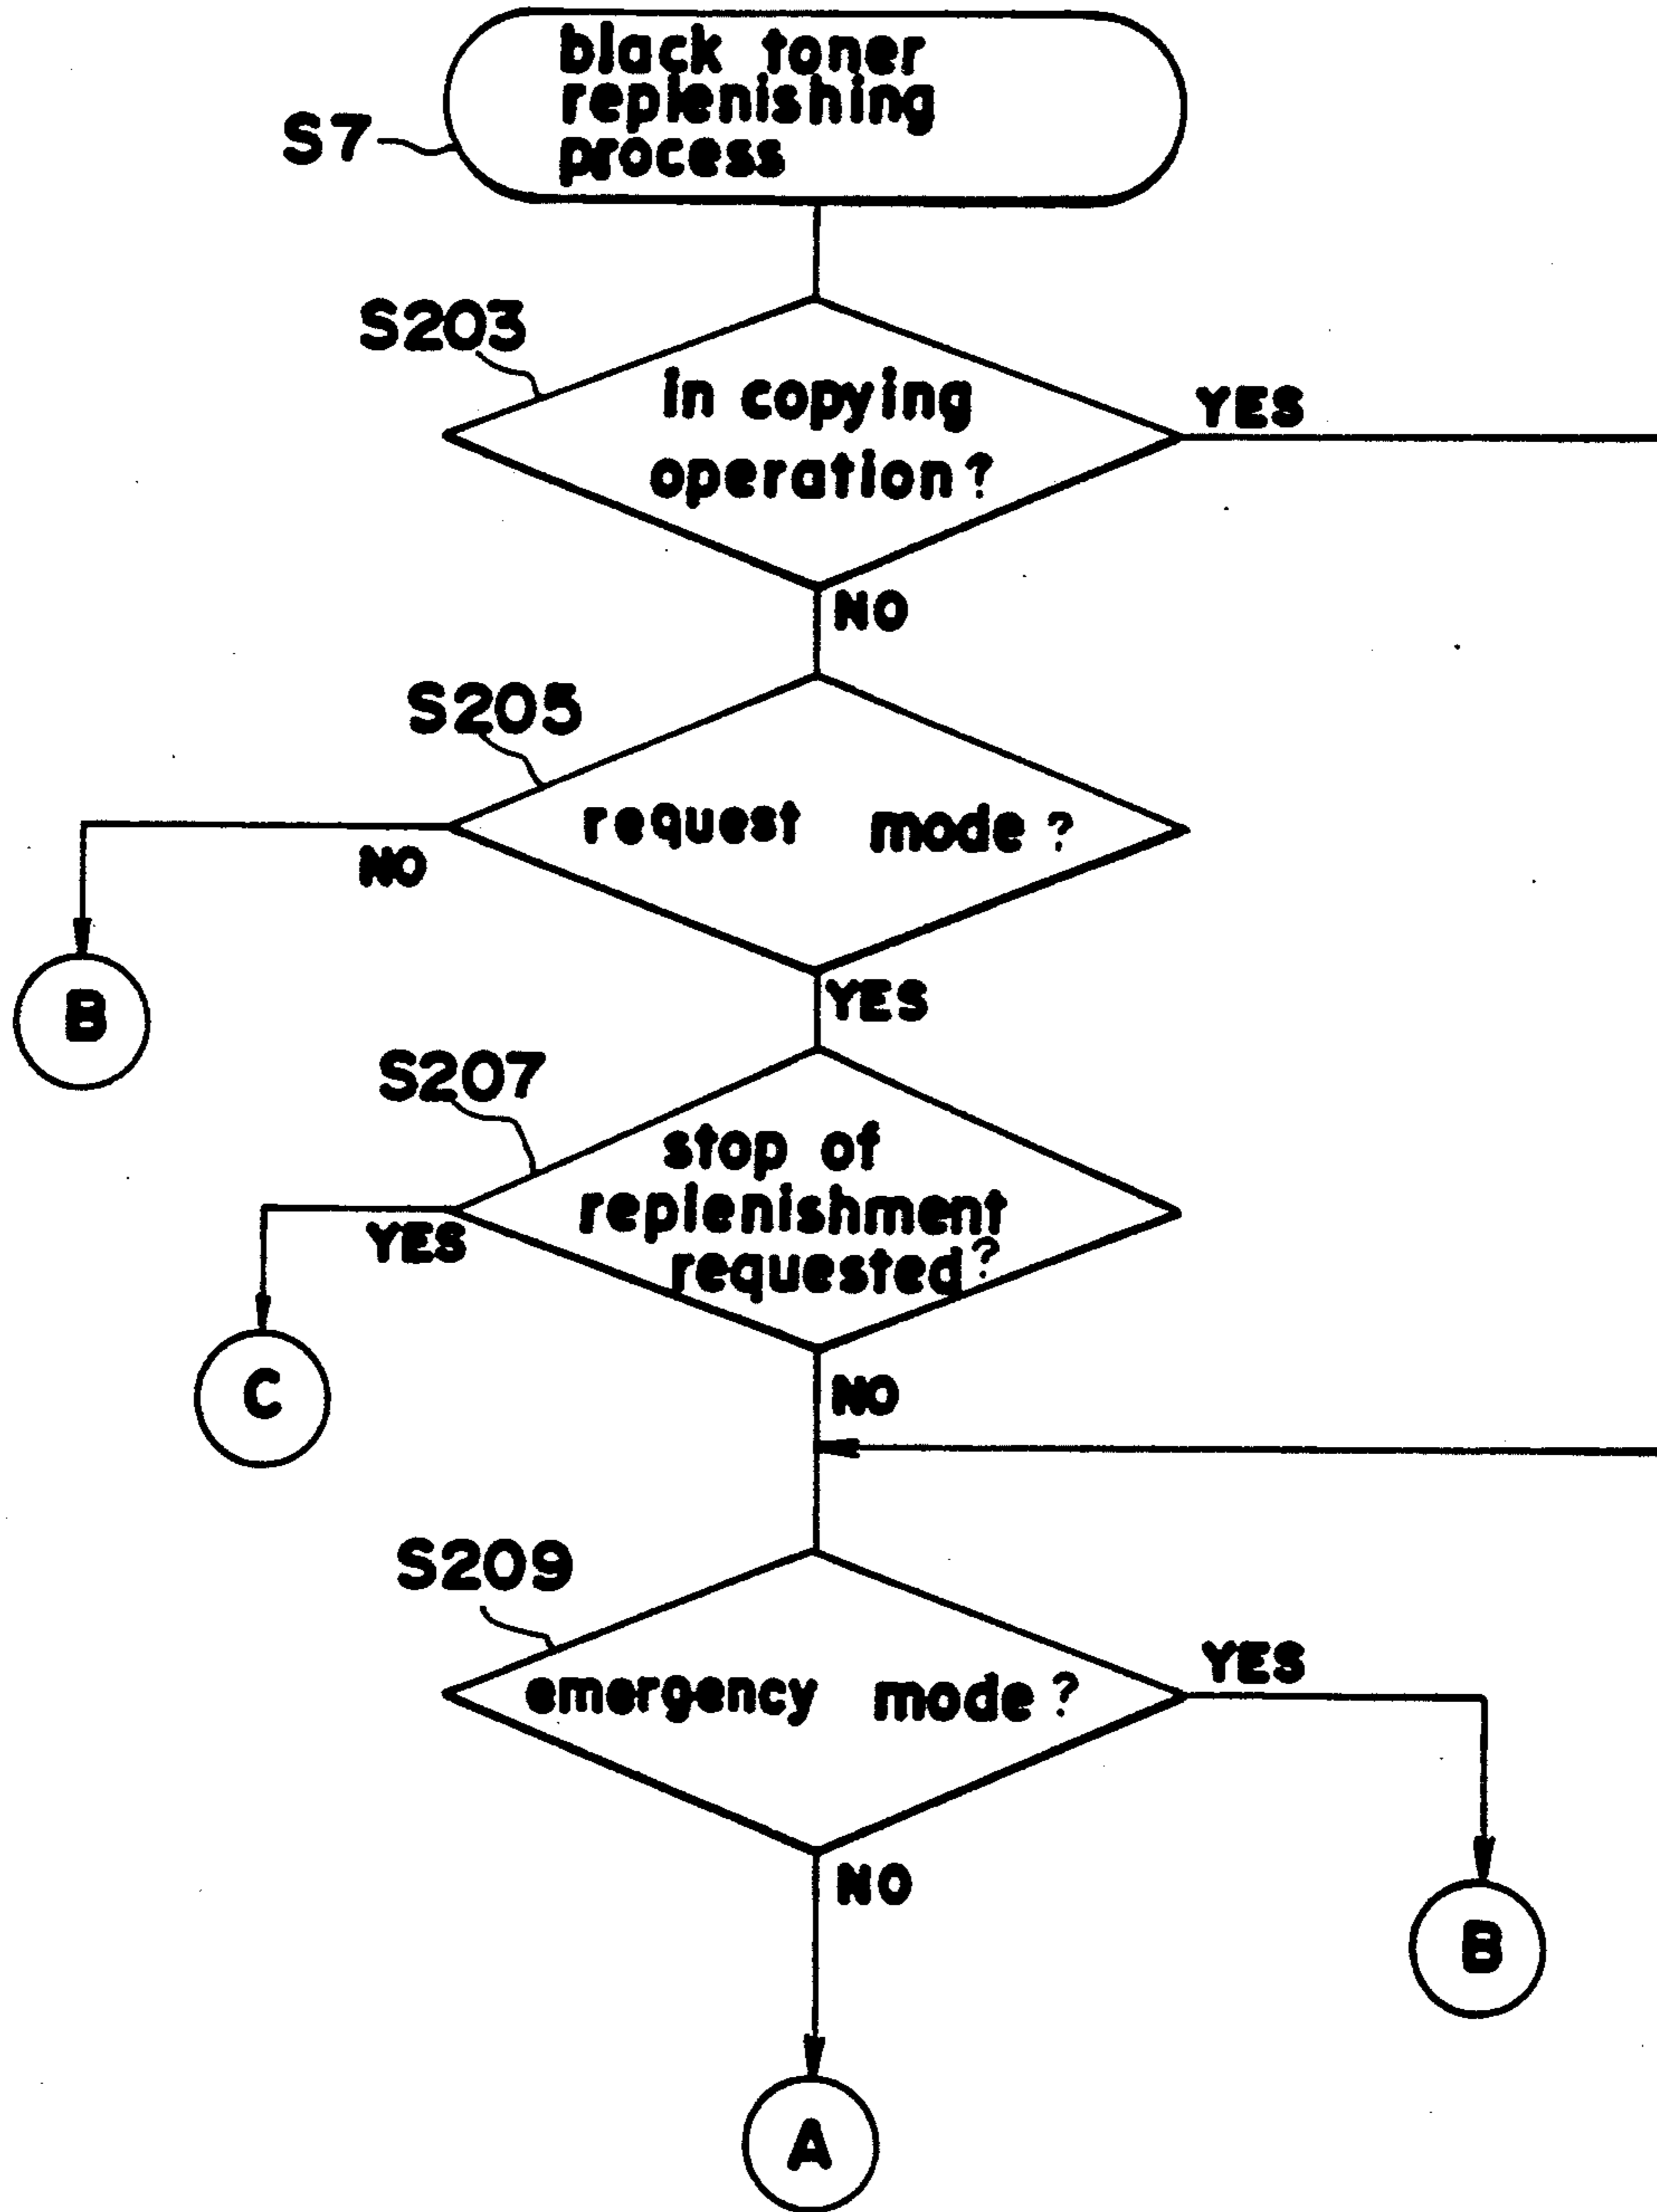 black toner
replenishing
process
S7
S203
In copying
operation?
YES
NO
S205
request mode?
NO
B
YES
S207
stop of
replenishment
requested?
YES
C
NO
S209
emergency mode?
YES
NO
B
A